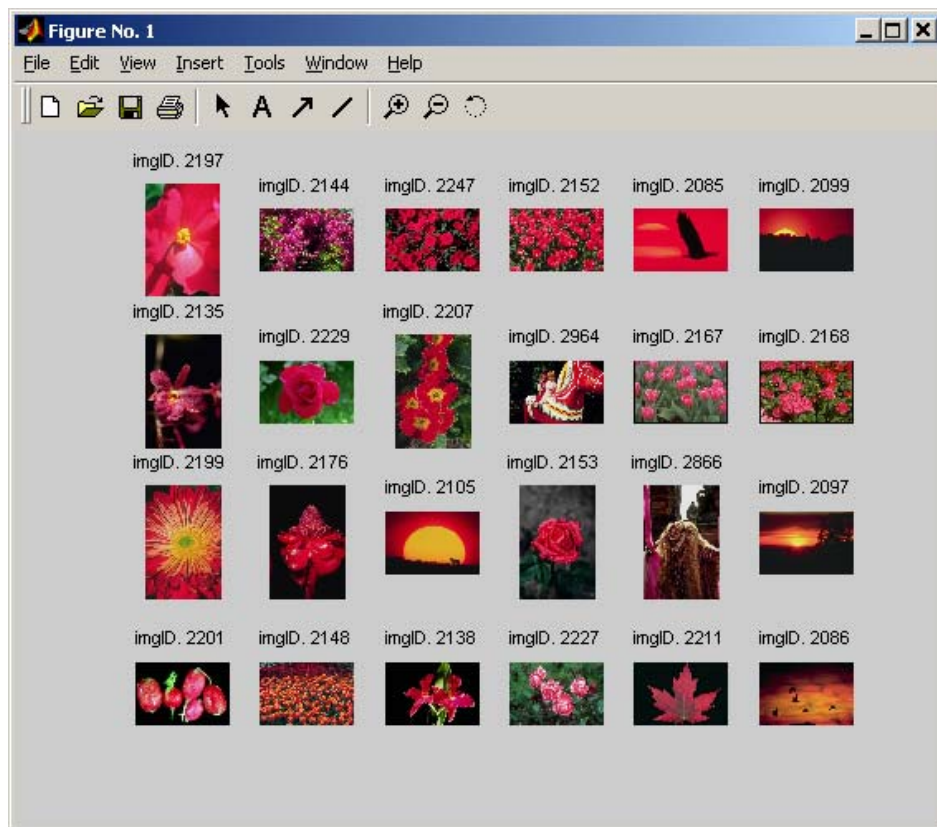 Figure No. 1
File Edit View Insert Tools Window Help
A
imgID. 2197
imgID. 2144 imgID. 2247 imgID. 2152 imgID. 2085 imgID. 2099
imgID. 2135 imgID. 2207
imgID. 2229 imgID. 2964 imgID. 2167 imgID. 2168
imgID. 2199 imgID. 2176 imgID. 2153 imgID. 2866
imgID. 2105 imgID. 2097
imgID. 2201 imgID. 2148 imgID. 2138 imgID. 2227 imgID. 2211 imgID. 2086